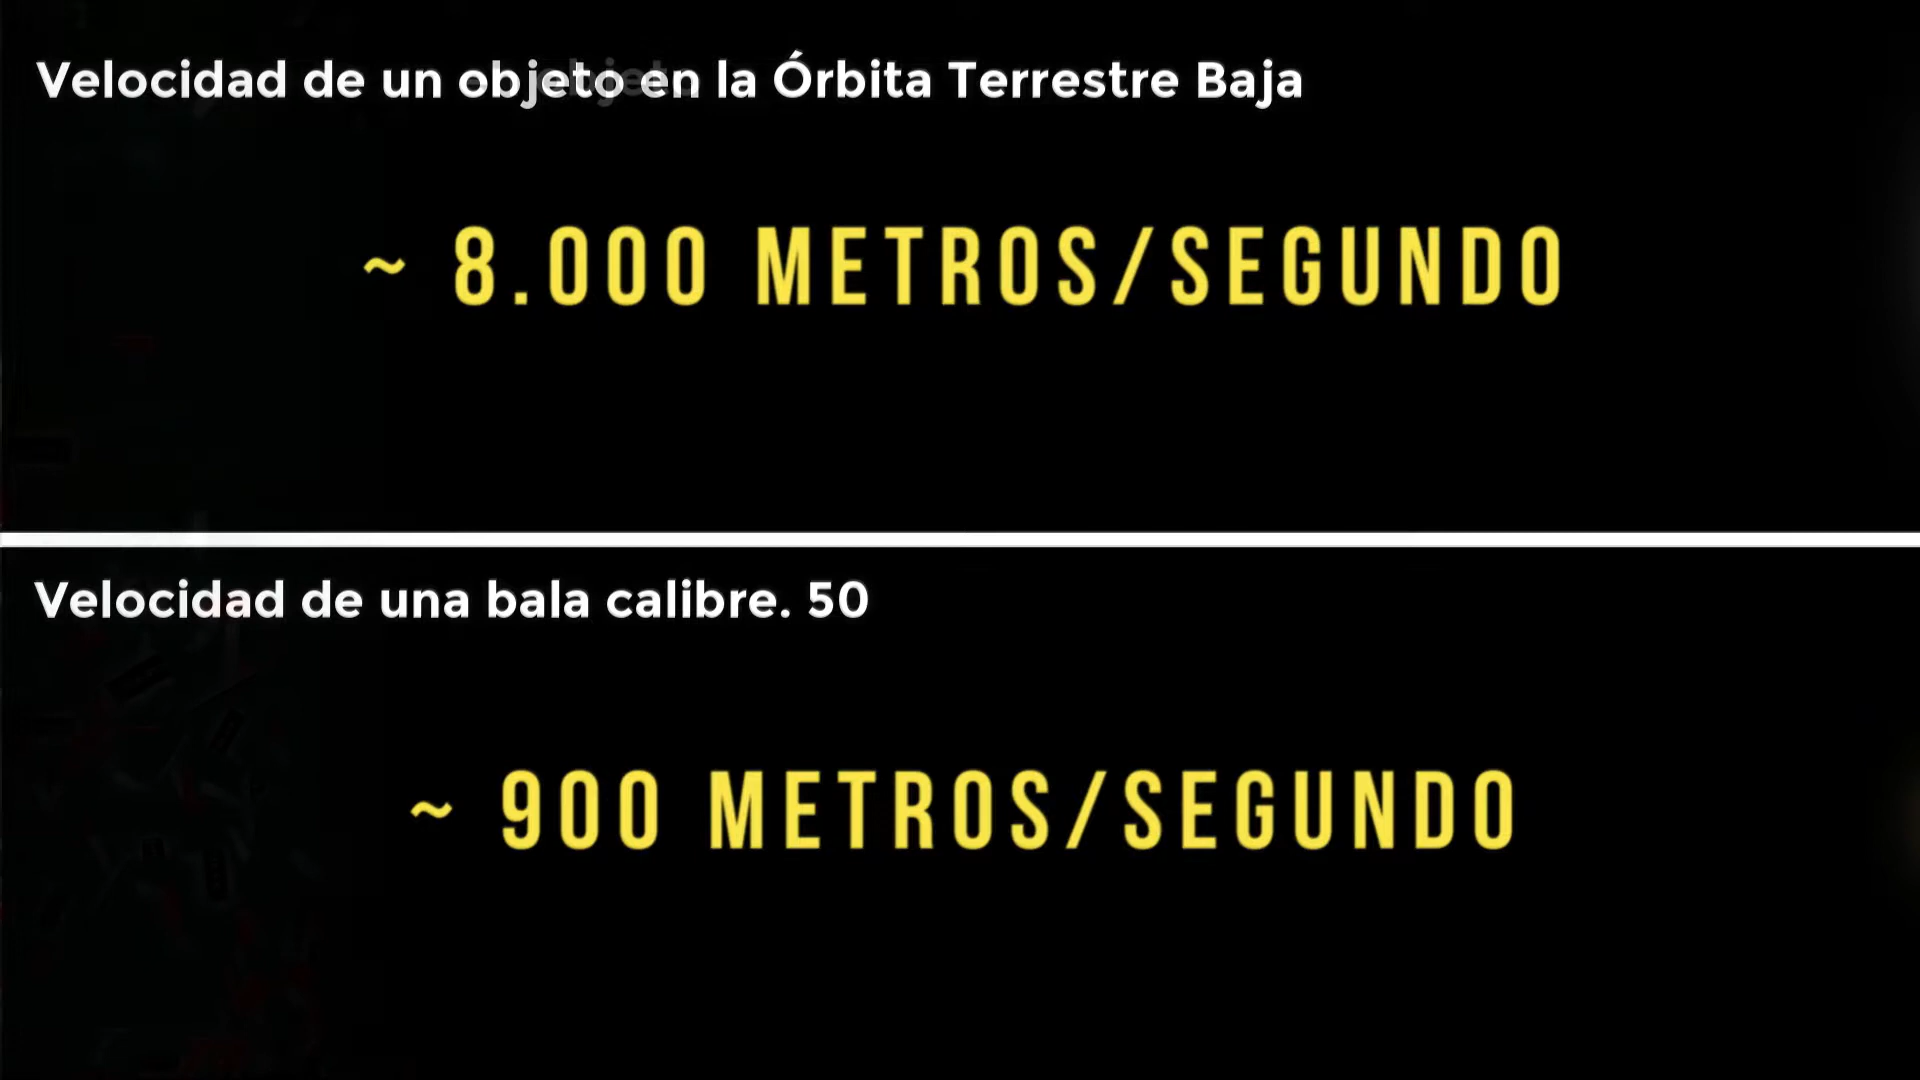 Velocidad de un objeto en la Órbita Terrestre Baja
~ 8.000 METROS/SEGUNDO
Velocidad de una bala calibre. 50
~ 900 METROS/SEGUNDO